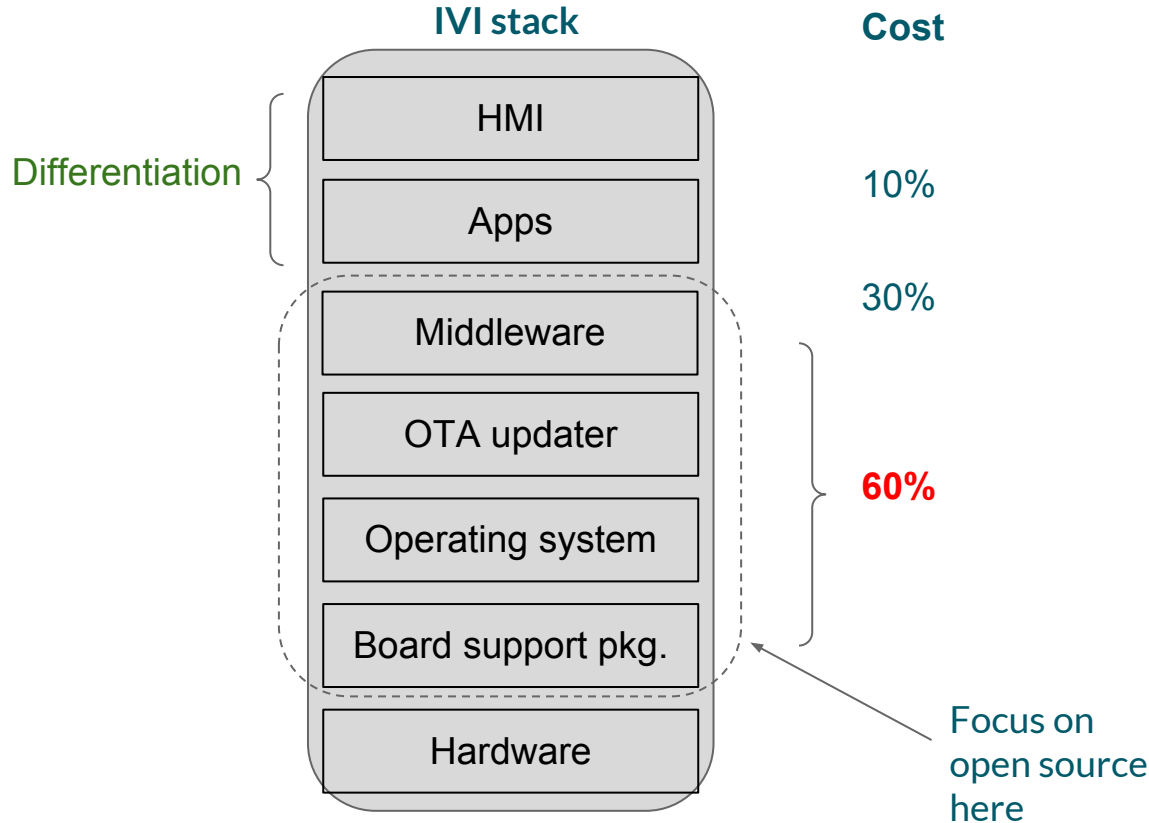 IVI stack
Cost
HMI
Differentiation
10%
Apps
30%
Middleware
OTA updater
60%
Operating system
Board support pkg.
Hardware
Focus on
open source
here